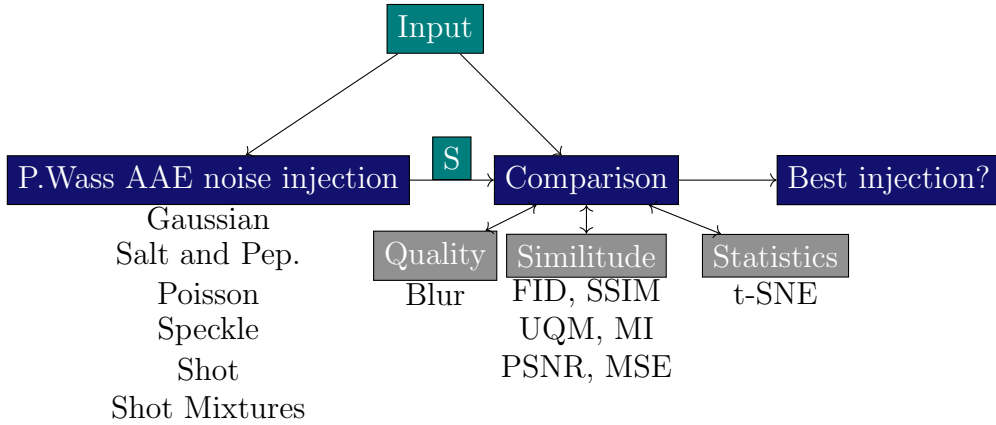 Input
P.Wass AAE noise injection
S
Comparison
Best injection?
Gaussian
Salt and Pep.
Poisson
Speckle
Shot
Shot Mixtures
Quality
Blur
Similitude
FID, SSIM
UQM, MI
PSNR, MSE
Statistics
t-SNE